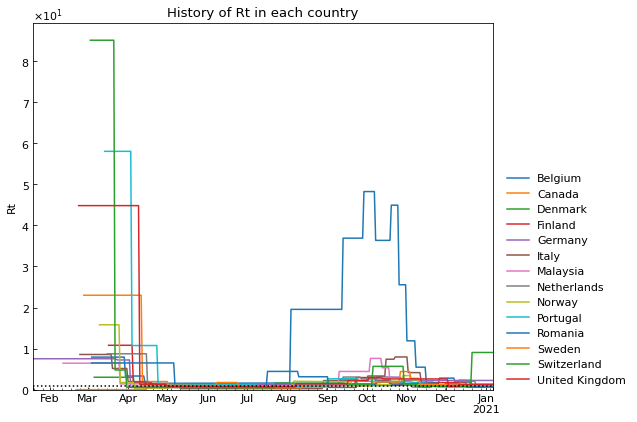 History of Rt in each country
×10¹
8
7
6
5
4
3
2
1
0
Rt
Feb Mar Apr May Jun Jul Aug Sep Oct Nov Dec Jan
2021
Belgium
Canada
Denmark
Finland
Germany
Italy
Malaysia
Netherlands
Norway
Portugal
Romania
Sweden
Switzerland
United Kingdom